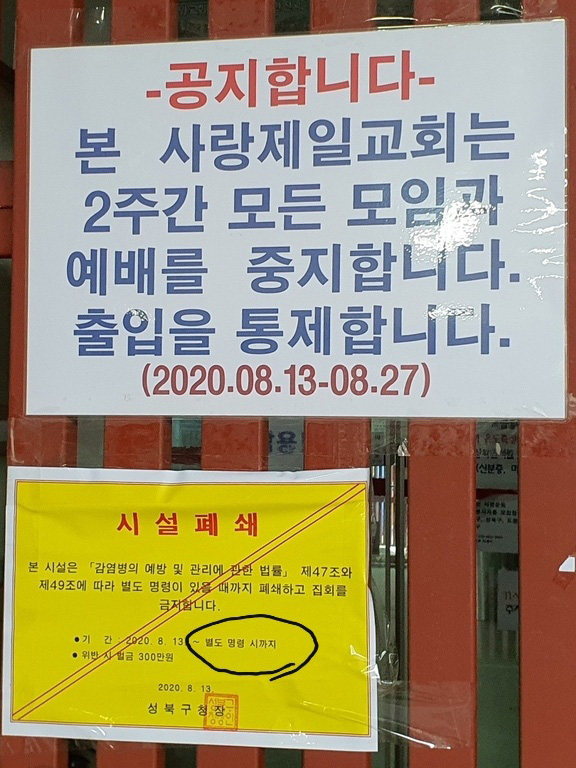 -공지합니다-
본 사랑제일교회는
2주간 모든 모임과
예배를 중지합니다.
출입을 통제합니다.
(2020.08.13-08.27)
시 설 폐 쇄
본 시설은 「감염병의 예방 및 관리에 관한 법률」 제47조와
제49조에 따라 별도 명령이 있을 때까지 폐쇄하고 집회를
금지합니다.
● 기 간 : 2020. 8. 13. ~ 별도 명령 시까지
● 위반 시 벌금 300만원
2020. 8. 13
성 북 구 청 장